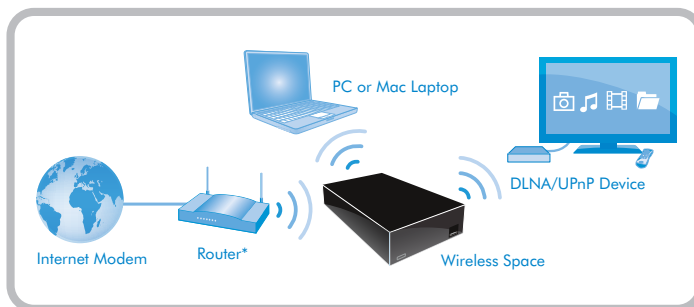 PC or Mac Laptop
DLNA/UPnP Device
Internet Modem
Router*
Wireless Space